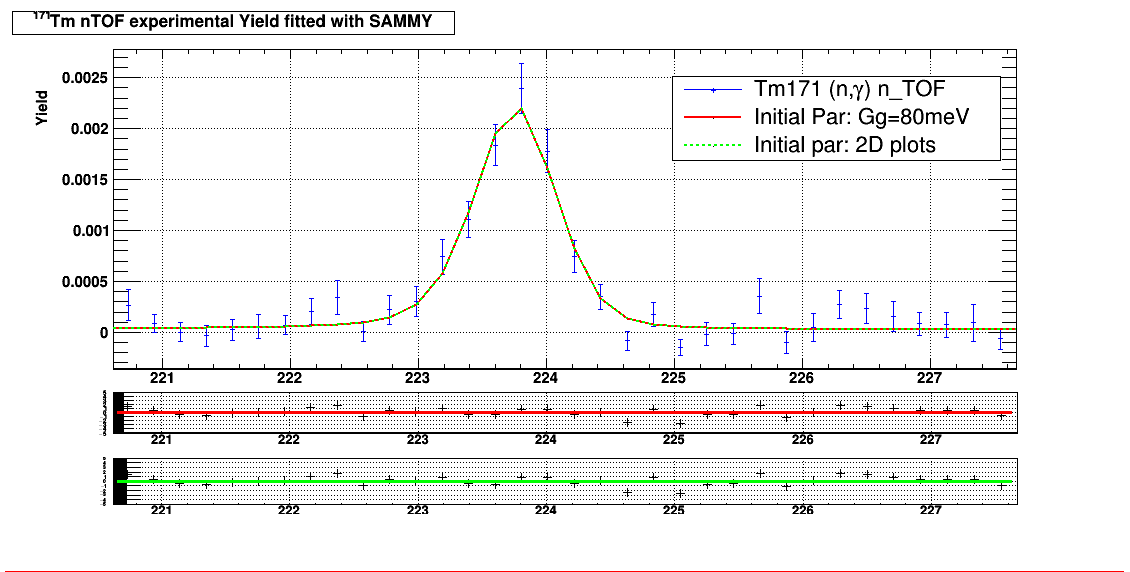 ¹⁷¹Tm nTOF experimental Yield fitted with SAMMY
Yield
0.0025
0.002
0.0015
0.001
0.0005
0
Tm171 (n,γ) n_TOF
Initial Par: Gg=80meV
Initial par: 2D plots
221 222 223 224 225 226 227
221 222 223 224 225 226 227
221 222 223 224 225 226 227